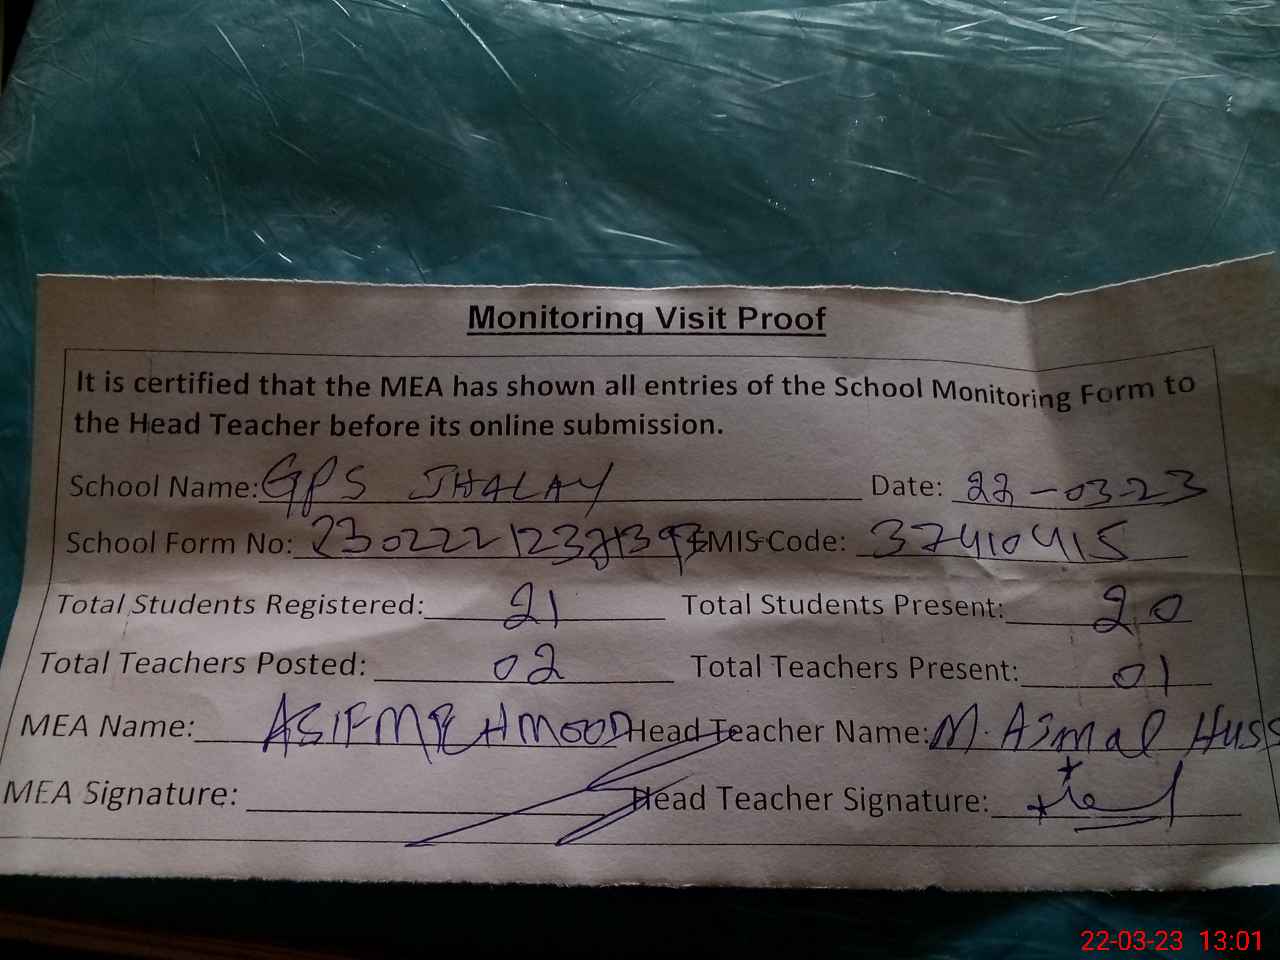 Monitoring Visit Proof
It is certified that the MEA has shown all entries of the School Monitoring Form to
the Head Teacher before its online submission.
School Name: GPS JHALAY Date: 22-03-23
School Form No: EMIS Code: 37410415
Total Students Registered: 21 Total Students Present: 20
Total Teachers Posted: 02 Total Teachers Present: 01
MEA Name: ASIF MEHMOOD Head Teacher Name: M. Ajmal Huss
MEA Signature: Head Teacher Signature:
22-03-23 13:01